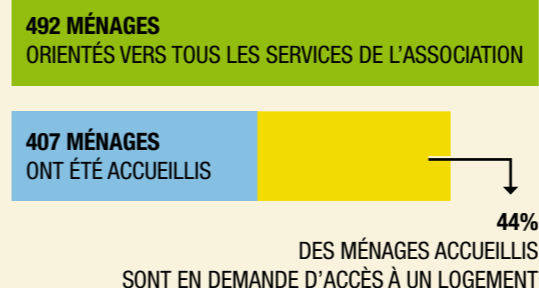 492 MÉNAGES
ORIENTÉS VERS TOUS LES SERVICES DE L’ASSOCIATION
407 MÉNAGES
ONT ÉTÉ ACCUEILLIS
44%
DES MÉNAGES ACCUEILLIS
SONT EN DEMANDE D’ACCÈS À UN LOGEMENT